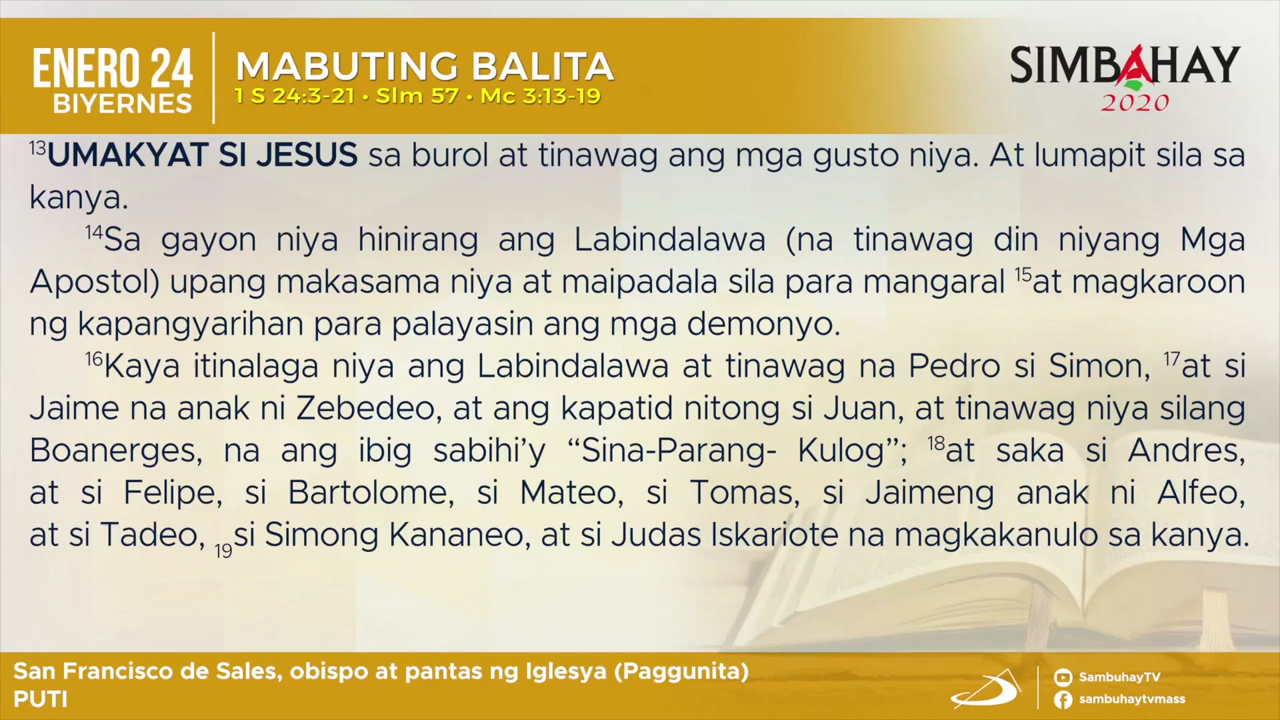 ENERO 24
BIYERNES
MABUTING BALITA
1 S 24:3-21 • Slm 57 • Mc 3:13-19
SIMBAHAY
2020
13UMAKYAT SI JESUS sa burol at tinawag ang mga gusto niya. At lumapit sila sa
kanya.
14Sa gayon niya hinirang ang Labindalawa (na tinawag din niyang Mga
Apostol) upang makasama niya at maipadala sila para mangaral 15at magkaroon
ng kapangyarihan para palayasin ang mga demonyo.
16Kaya itinalaga niya ang Labindalawa at tinawag na Pedro si Simon, 17at si
Jaime na anak ni Zebedeo, at ang kapatid nitong si Juan, at tinawag niya silang
Boanerges, na ang ibig sabihi’y “Sina-Parang- Kulog”; 18at saka si Andres,
at si Felipe, si Bartolome, si Mateo, si Tomas, si Jaimeng anak ni Alfeo,
at si Tadeo, 19si Simong Kananeo, at si Judas Iskariote na magkakanulo sa kanya.
San Francisco de Sales, obispo at pantas ng Iglesya (Paggunita)
PUTI
SambuhayTV
sambuhaytvmass